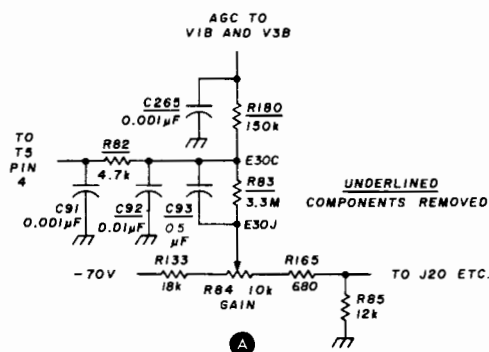 AGC TO
V1B AND V3B
C265
0.001µF
R180
150k
TO
T5
PIN
4
R82
4.7k
E30C
C91
0.001µF
C92
0.01µF
C93
05
µF
R83
3.3M
E30J
UNDERLINED
COMPONENTS REMOVED
-70V
R133
18k
R84
10k
GAIN
R165
680
TO J20 ETC.
R85
12k
A